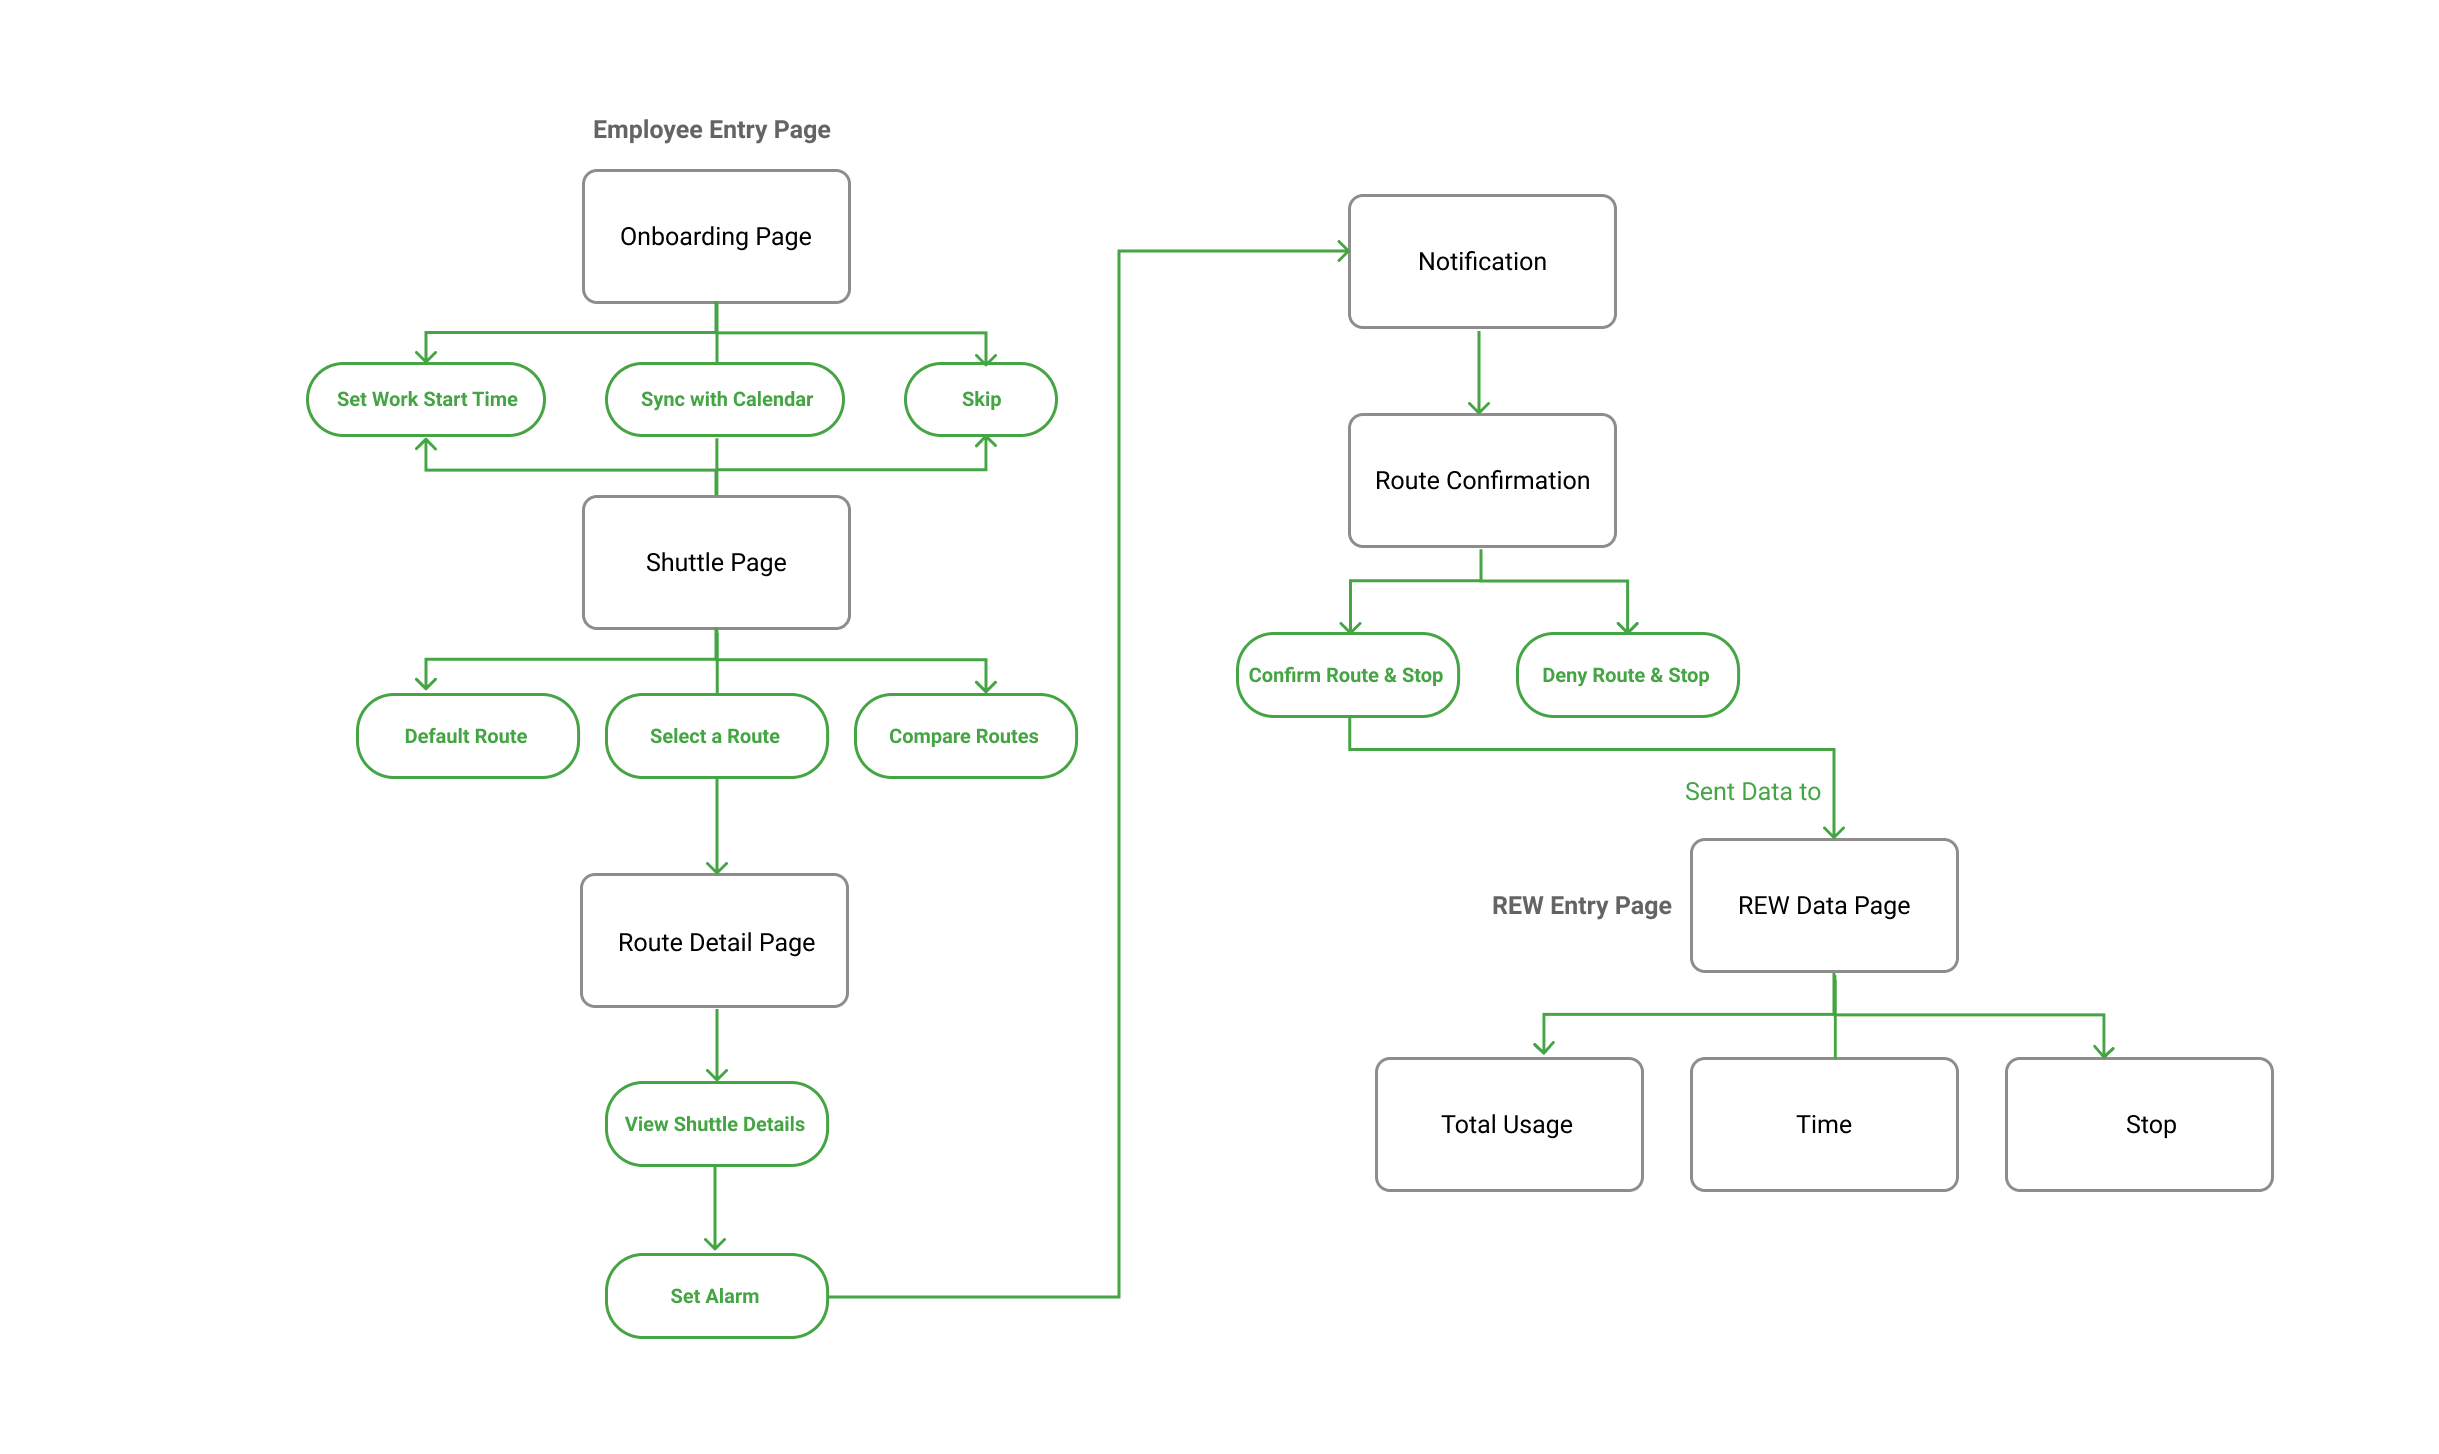 Employee Entry Page
Onboarding Page
Set Work Start Time
Sync with Calendar
Skip
Shuttle Page
Default Route
Select a Route
Compare Routes
Route Detail Page
View Shuttle Details
Set Alarm
Notification
Route Confirmation
Confirm Route & Stop
Deny Route & Stop
Sent Data to
REW Entry Page
REW Data Page
Total Usage
Time
Stop